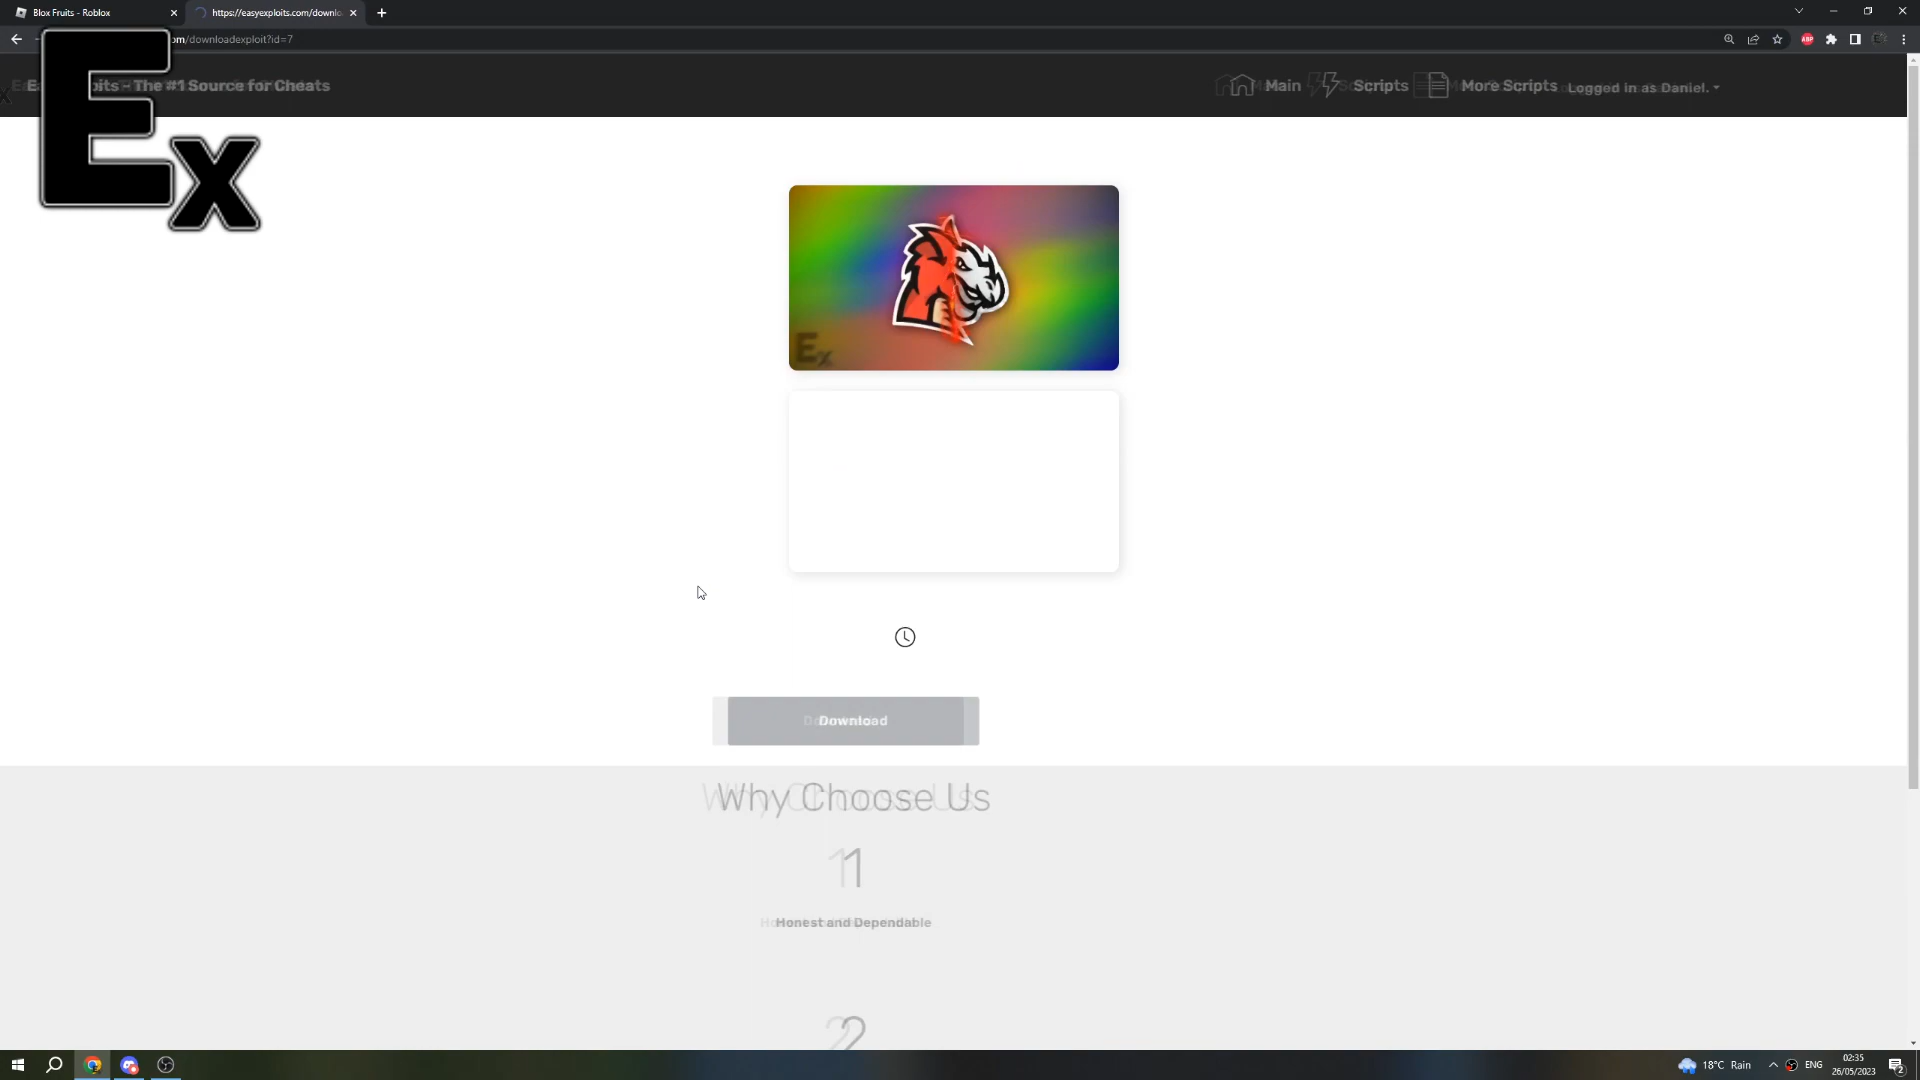 Blox Fruits - Roblox
https://easyexploits.com/downlo
om/downloadexploit?id=7
ABP
Ex
its - The #1 Source for Cheats
Main
Scripts
More Scripts
Logged in as Daniel.
Ex
Download
Why Choose Us
1
Honest and Dependable
2
18°C Rain
ENG
02:35
26/05/2023
2